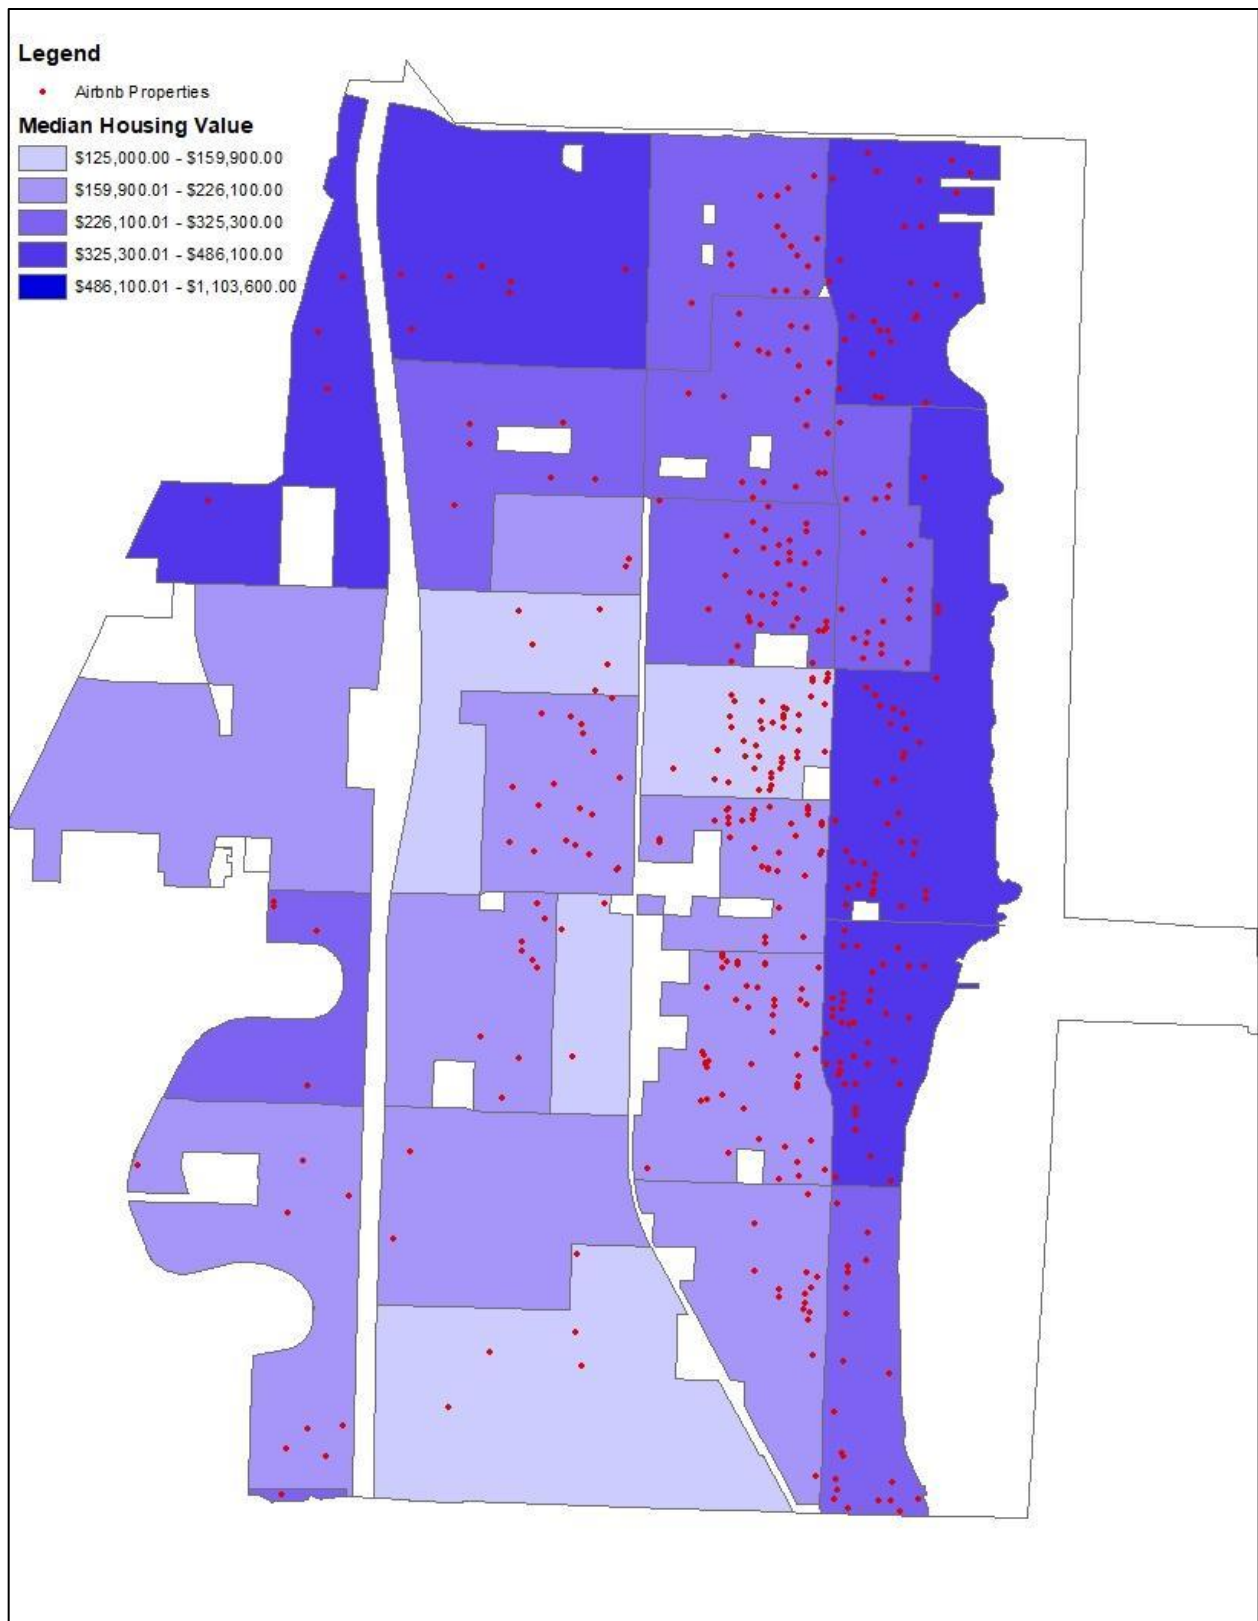 Legend
Airbnb Properties
Median Housing Value
$125,000.00 - $159,900.00
$159,900.01 - $226,100.00
$226,100.01 - $325,300.00
$325,300.01 - $486,100.00
$486,100.01 - $1,103,600.00